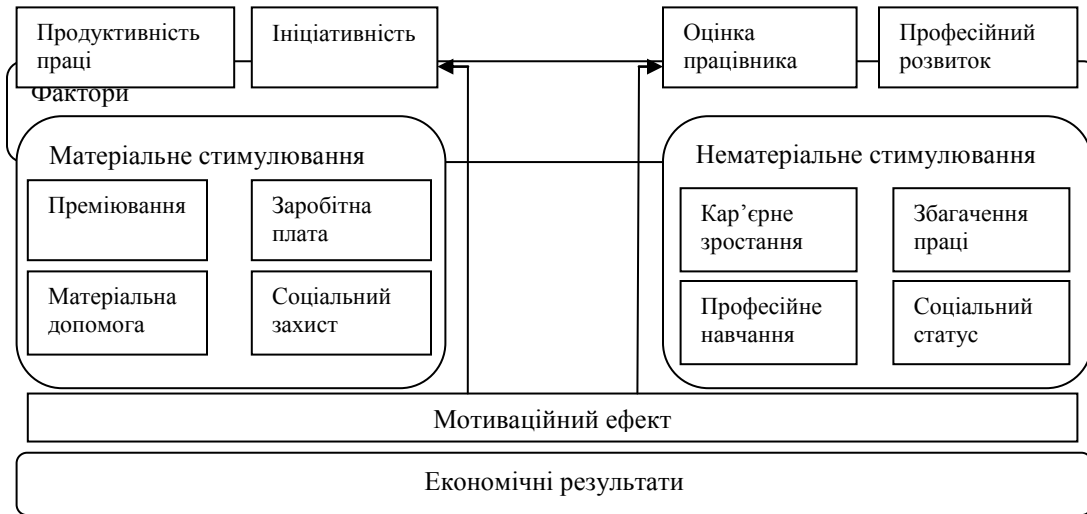 Продуктивність
праці
Ініціативність
Оцінка
працівника
Професійний
розвиток
Фактори
Матеріальне стимулювання
Преміювання
Заробітна
плата
Матеріальна
допомога
Соціальний
захист
Нематеріальне стимулювання
Кар’єрне
зростання
Збагачення
праці
Професійне
навчання
Соціальний
статус
Мотиваційний ефект
Економічні результати